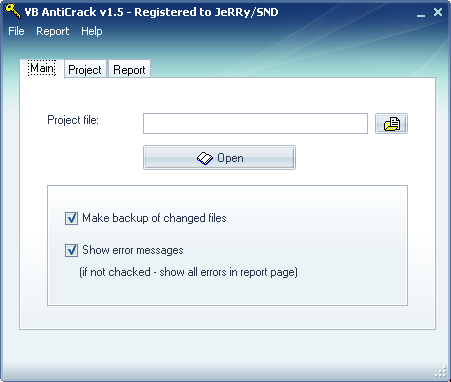 VB AntiCrack v1.5 - Registered to JeRRy/SND
File Report Help
Main Project Report
Project file:
Open
Make backup of changed files
Show error messages
(if not chacked - show all errors in report page)